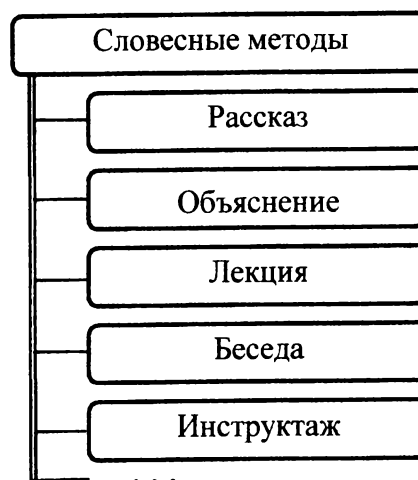 Словесные методы
Рассказ
Объяснение
Лекция
Беседа
Инструктаж